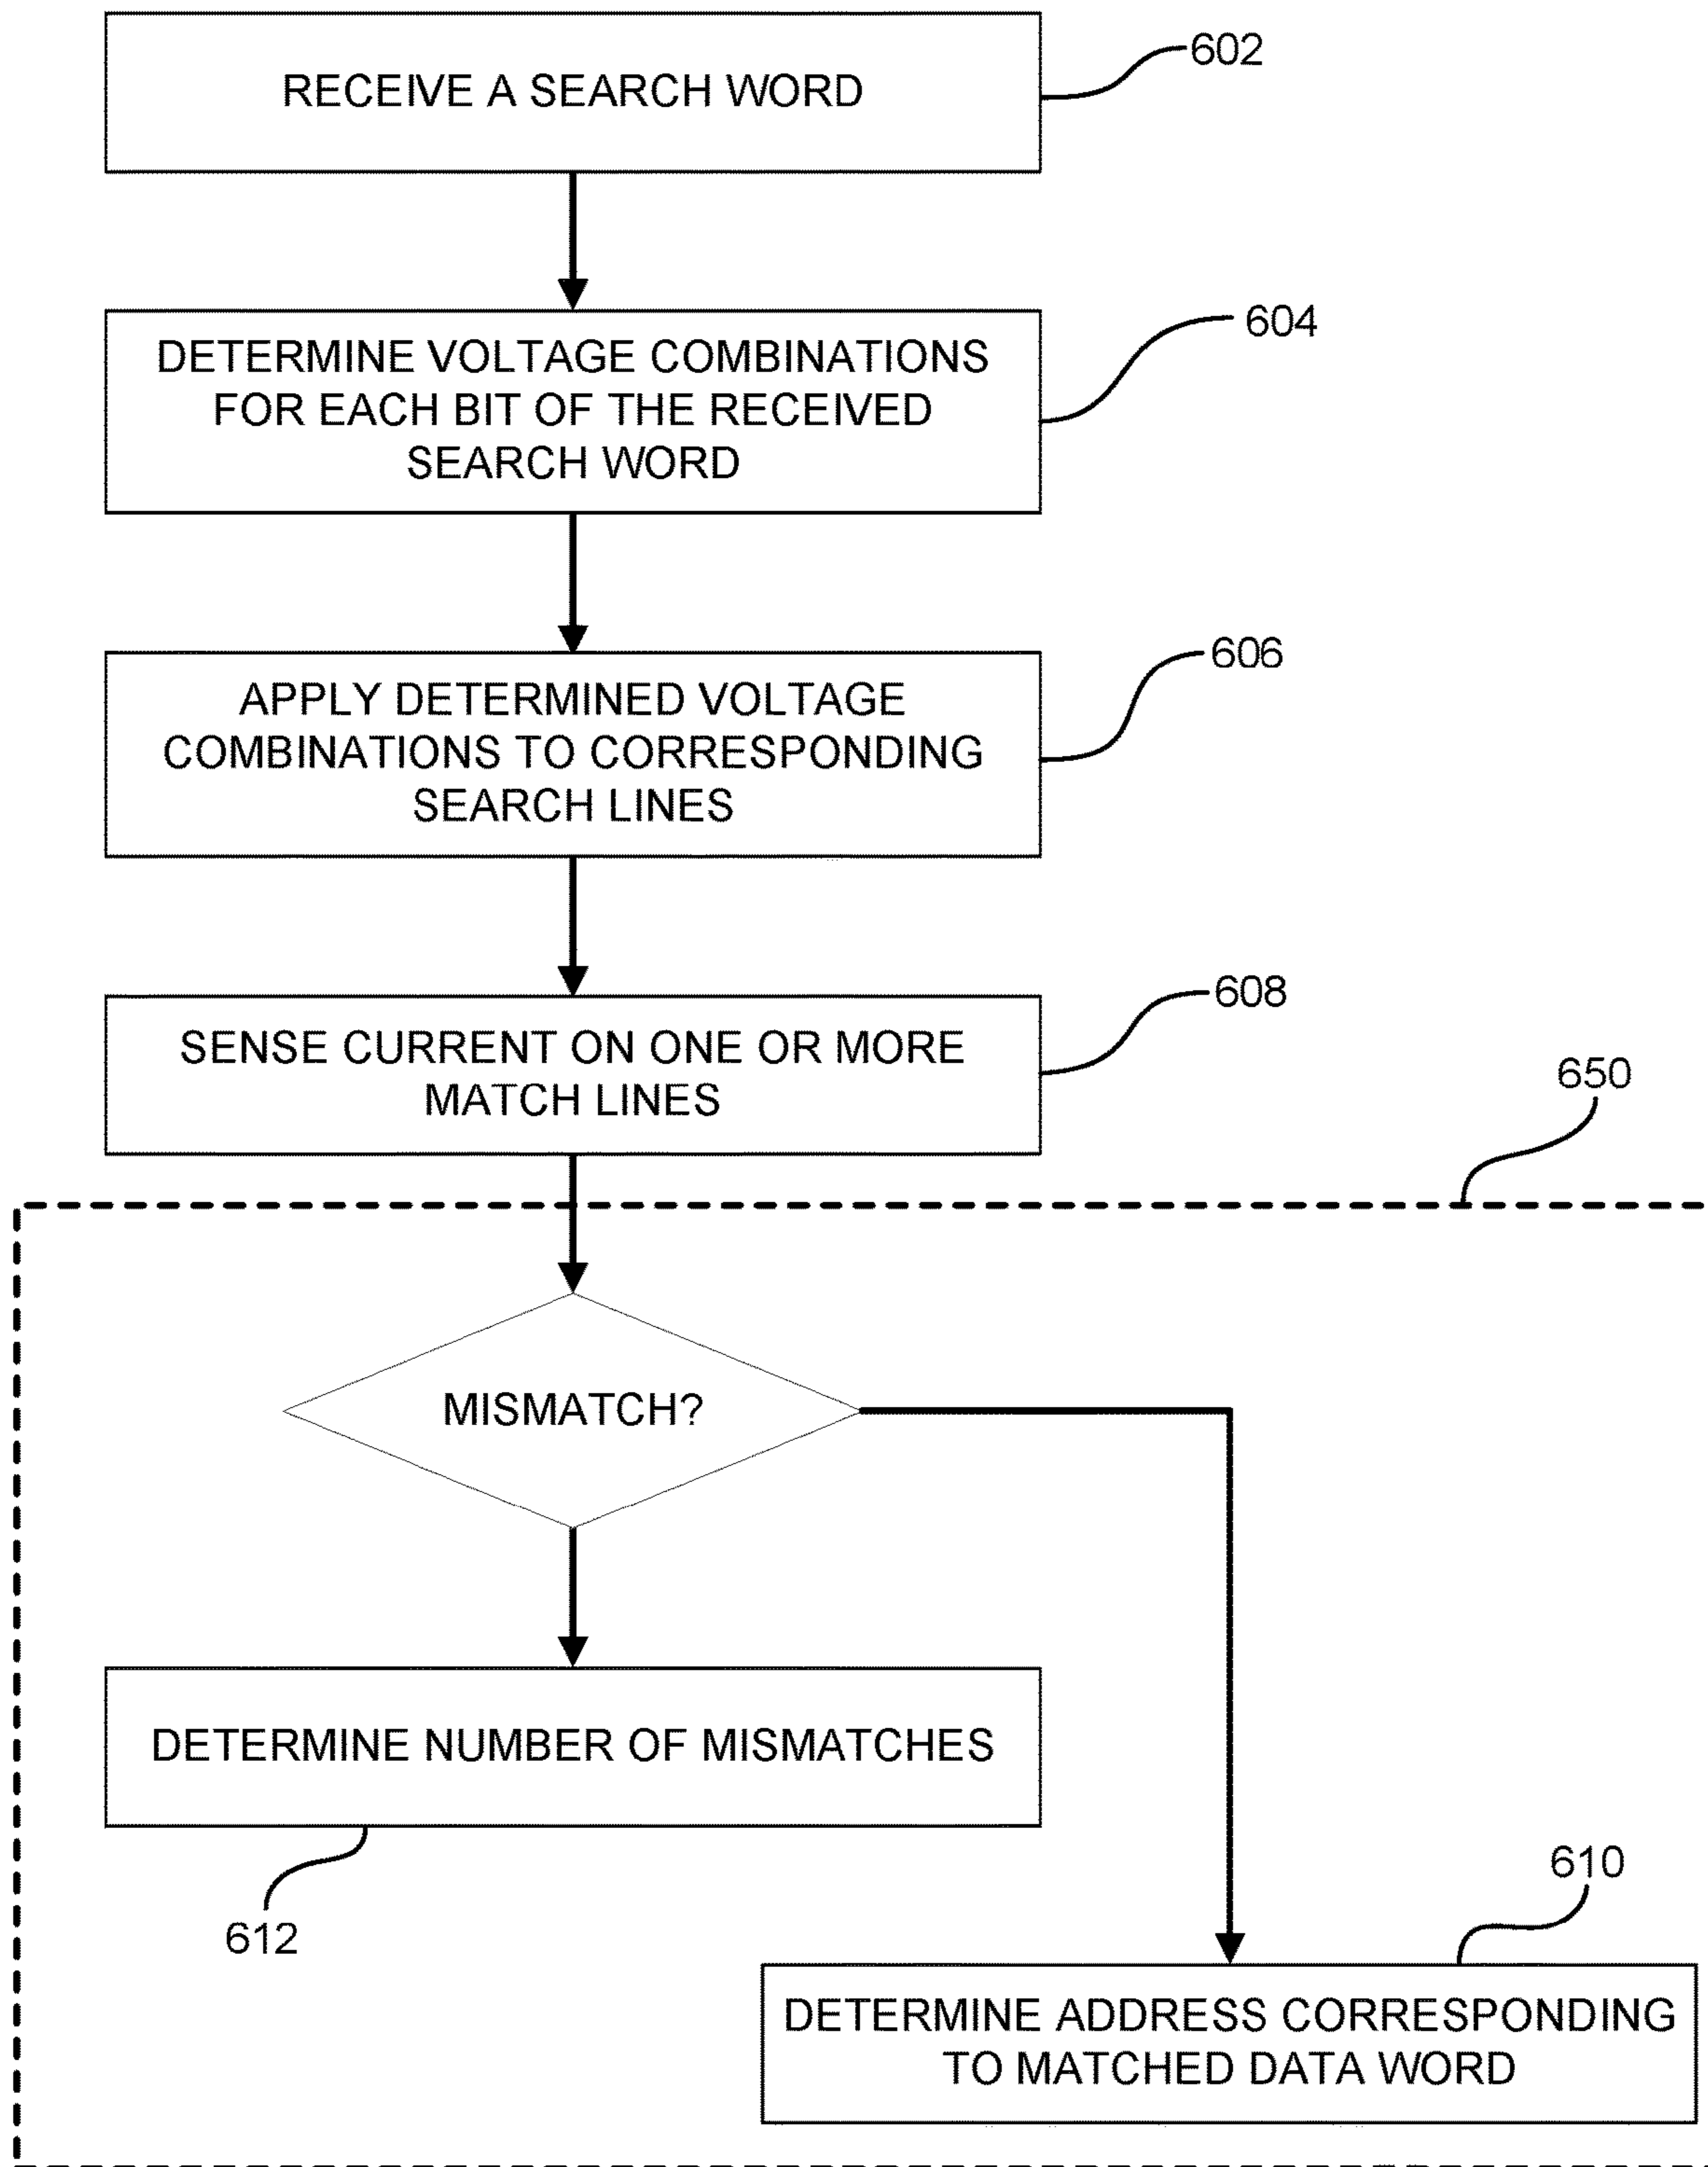 RECEIVE A SEARCH WORD
602
DETERMINE VOLTAGE COMBINATIONS
FOR EACH BIT OF THE RECEIVED
SEARCH WORD
604
APPLY DETERMINED VOLTAGE
COMBINATIONS TO CORRESPONDING
SEARCH LINES
606
SENSE CURRENT ON ONE OR MORE
MATCH LINES
608
650
MISMATCH?
DETERMINE NUMBER OF MISMATCHES
612
610
DETERMINE ADDRESS CORRESPONDING
TO MATCHED DATA WORD